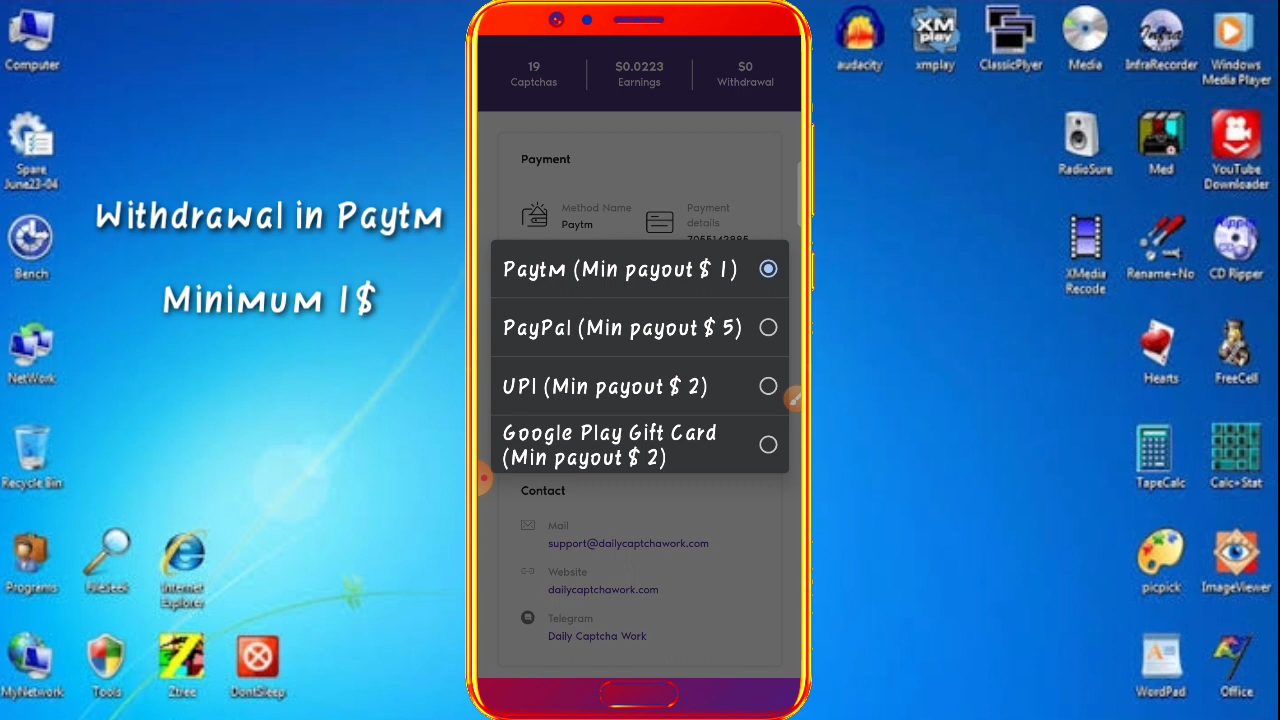 Computer
Spare
June23-04
Bench
NetWork
Recycle Bin
Programs
FileSeek
Internet
Explorer
MyNetwork
Tools
Ztree
DontSleep
Withdrawal in Paytm
Minimum 1$
19
Captchas
$0.0223
Earnings
$0
Withdrawal
Payment
Method Name
Paytm
Payment
details
Paytm (Min payout $ 1)
PayPal (Min payout $ 5)
UPI (Min payout $ 2)
Google Play Gift Card
(Min payout $ 2)
Contact
Mail
support@dailycaptchawork.com
Website
dailycaptchawork.com
Telegram
Daily Captcha Work
audacity
XM
play
xmplay
ClassicPlyer
Media
Infra
InfraRecorder
Windows
Media Player
RadioSure
Med
YouTube
Downloader
XMedia
Recode
Rename+No
CD Ripper
Hearts
FreeCell
TapeCalc
Calc+Stat
picpick
ImageViewer
WordPad
Office